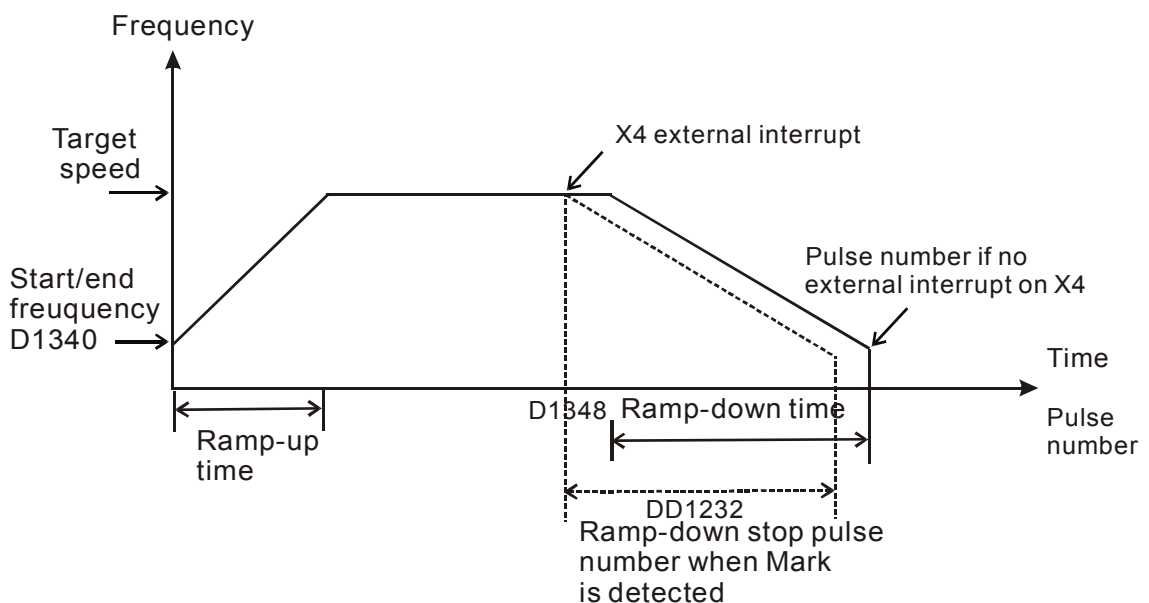 Frequency
Target
speed
X4 external interrupt
Pulse number if no
external interrupt on X4
Start/end
freuquency
D1340
Time
D1348
Ramp-down time
Pulse
number
Ramp-up
time
DD1232
Ramp-down stop pulse
number when Mark
is detected